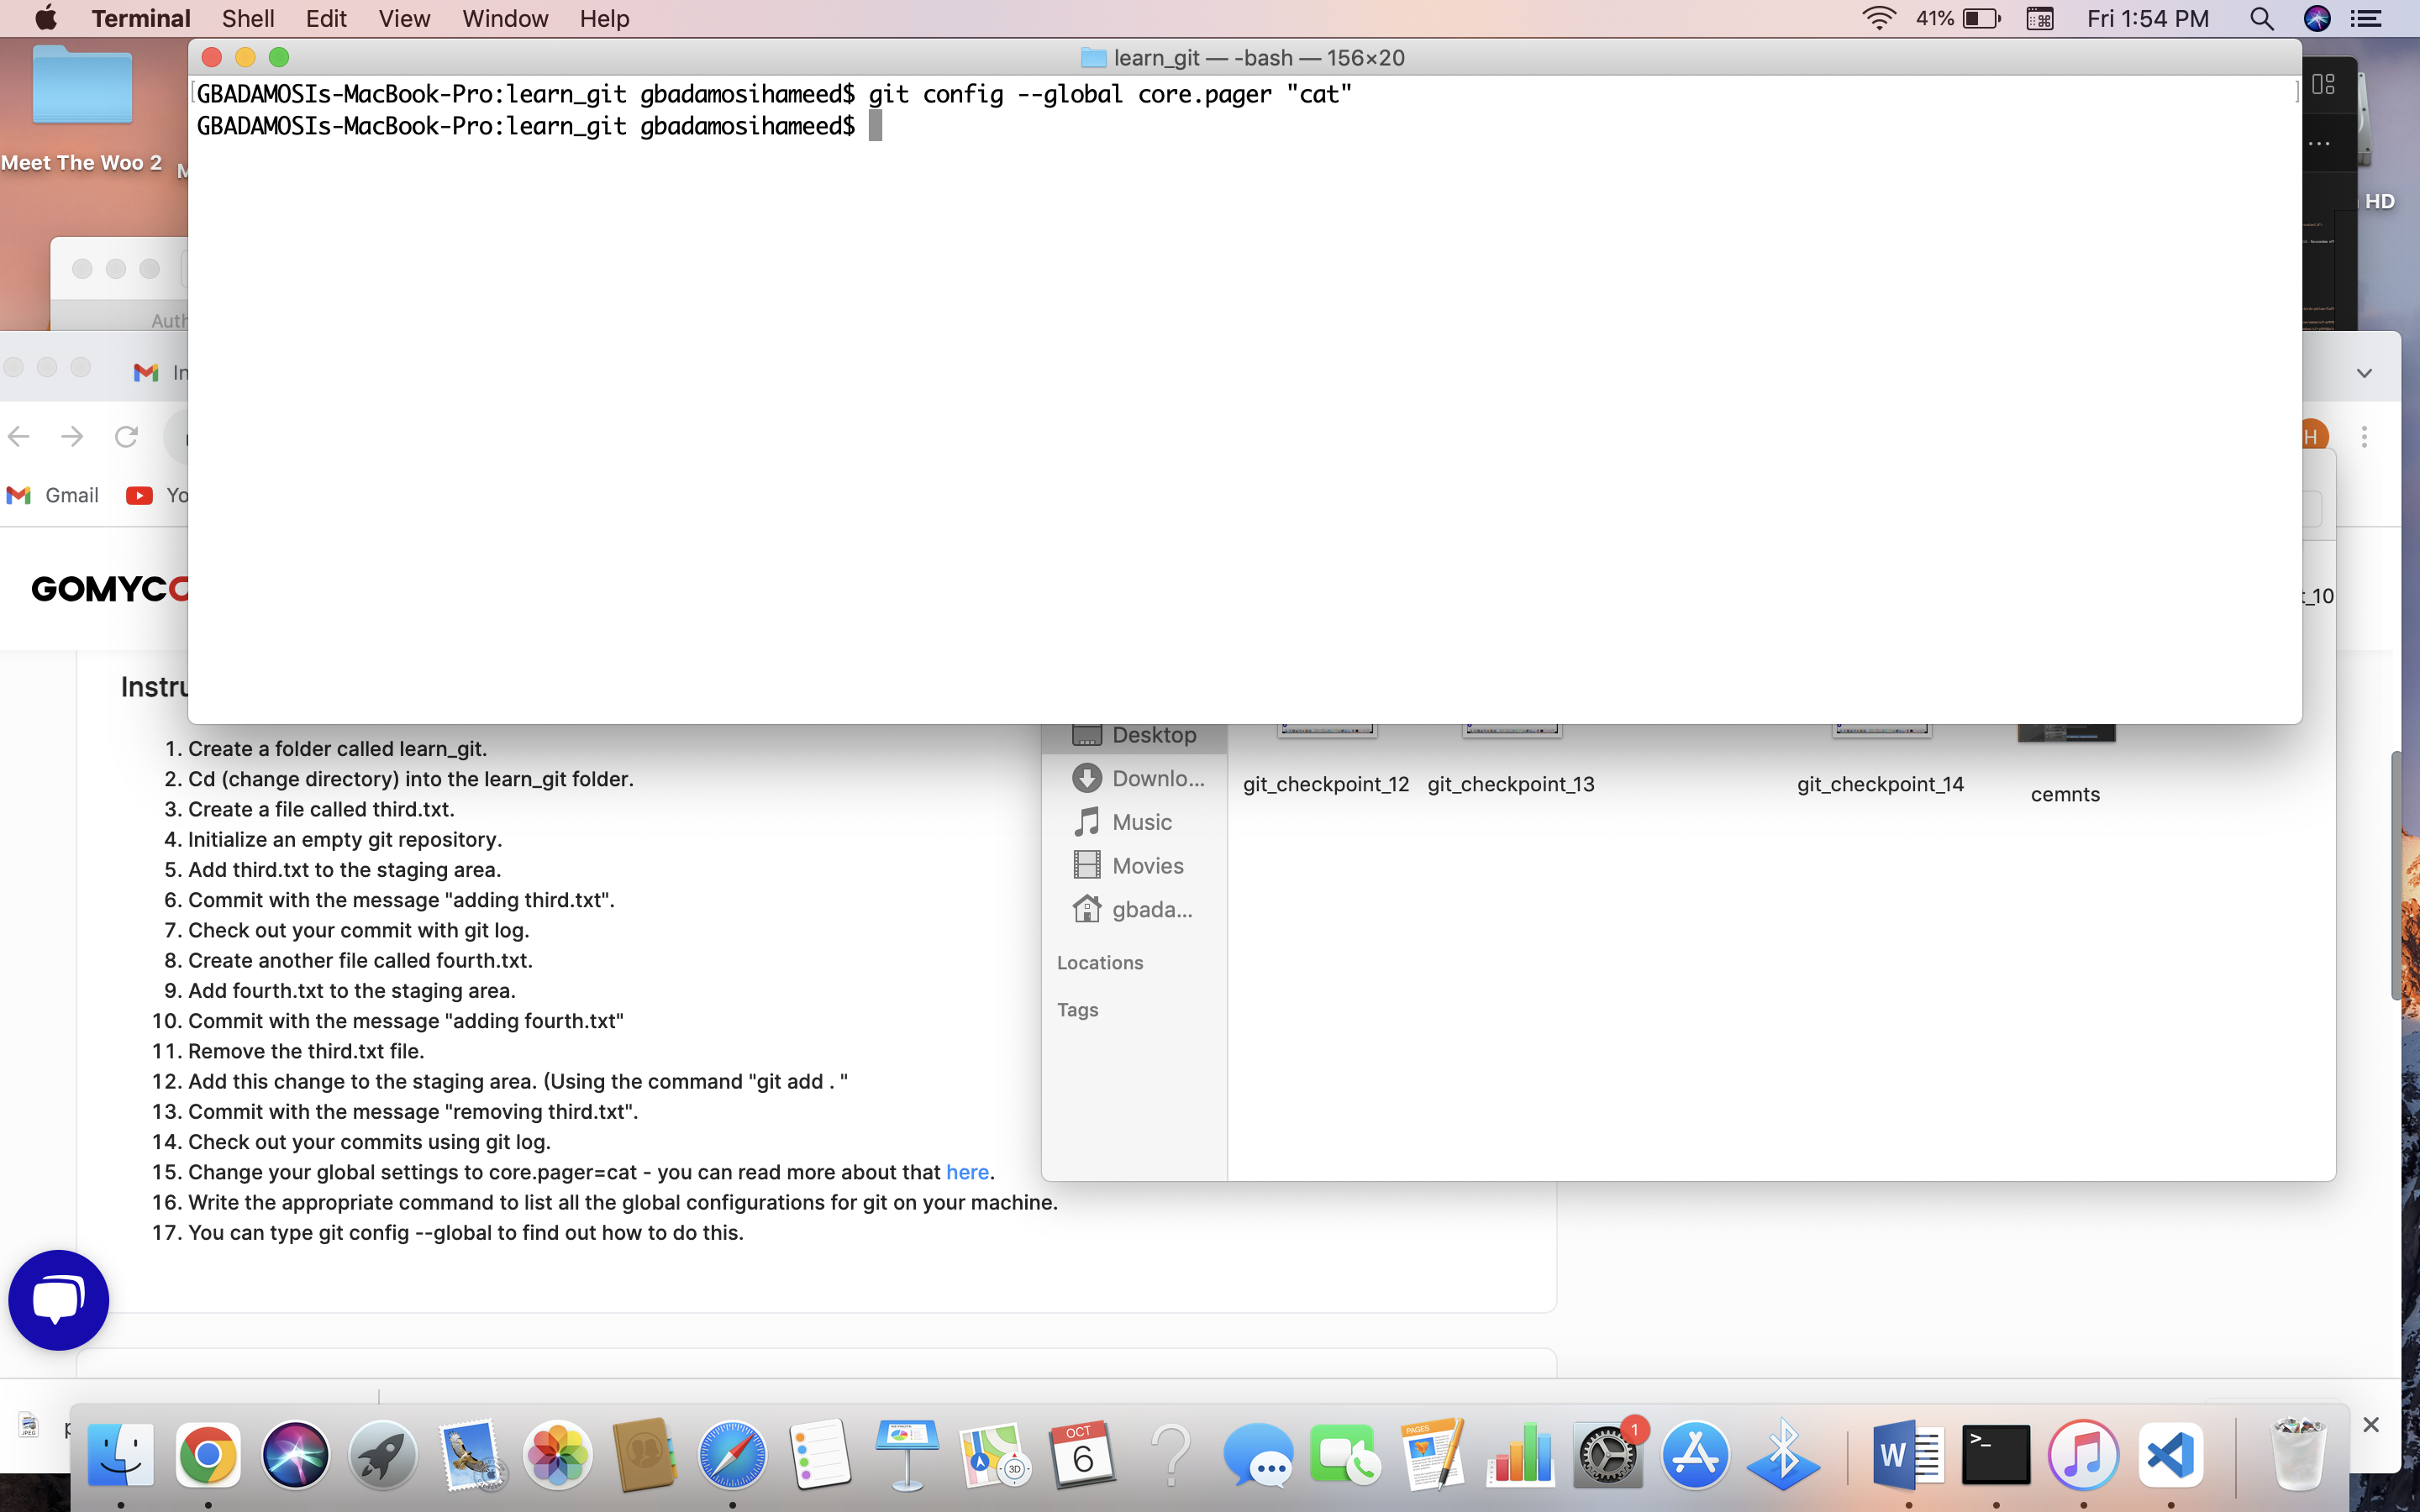 Terminal Shell Edit View Window Help 41% Fri 1:54 PM
learn_git — -bash — 156×20
GBADAMOSIs-MacBook-Pro:learn_git gbadamosihameed$ git config --global core.pager "cat"
GBADAMOSIs-MacBook-Pro:learn_git gbadamosihameed$
Meet The Woo 2
HD
Auth
In
H
Gmail
Yo
GOMYCO
t_10
Instru
1. Create a folder called learn_git.
2. Cd (change directory) into the learn_git folder.
3. Create a file called third.txt.
4. Initialize an empty git repository.
5. Add third.txt to the staging area.
6. Commit with the message "adding third.txt".
7. Check out your commit with git log.
8. Create another file called fourth.txt.
9. Add fourth.txt to the staging area.
10. Commit with the message "adding fourth.txt"
11. Remove the third.txt file.
12. Add this change to the staging area. (Using the command "git add . "
13. Commit with the message "removing third.txt".
14. Check out your commits using git log.
15. Change your global settings to core.pager=cat - you can read more about that here.
16. Write the appropriate command to list all the global configurations for git on your machine.
17. You can type git config --global to find out how to do this.
Desktop
Downlo...
Music
Movies
gbada...
Locations
Tags
git_checkpoint_12
git_checkpoint_13
git_checkpoint_14
cemnts
JPEG
OCT
6
3D
PAGES
1
W
>_